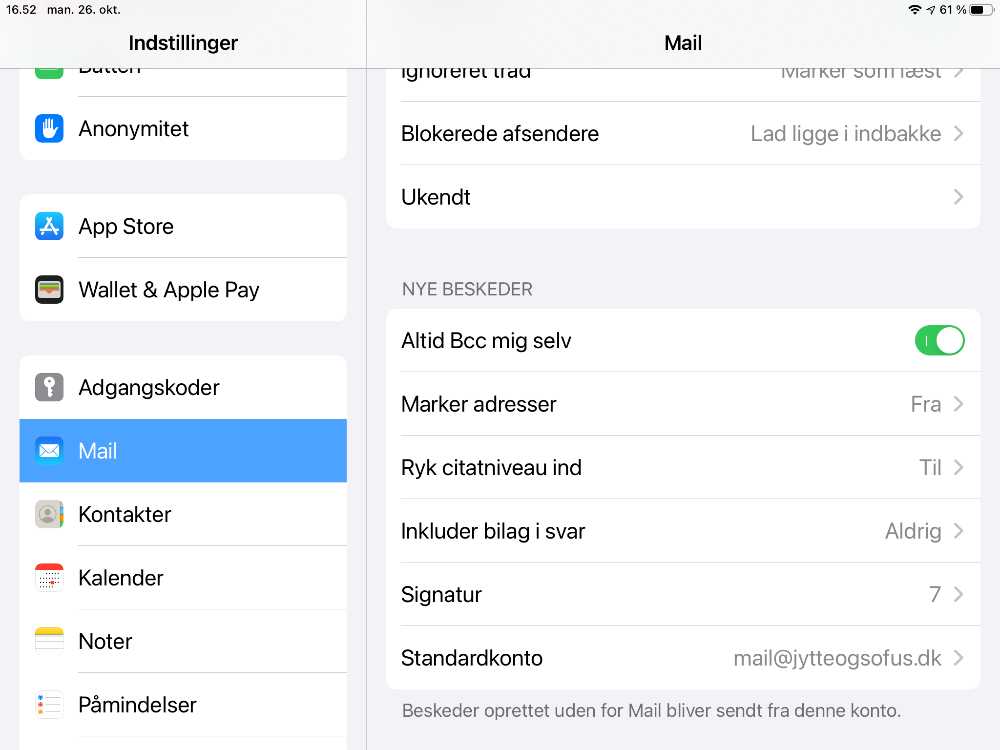 16.52 man. 26. okt.
61 %
Indstillinger
Mail
Batteri
Anonymitet
App Store
Wallet & Apple Pay
Adgangskoder
Mail
Kontakter
Kalender
Noter
Påmindelser
Ignoreret tråd Marker som læst
Blokerede afsendere Lad ligge i indbakke
Ukendt
NYE BESKEDER
Altid Bcc mig selv
Marker adresser Fra
Ryk citatniveau ind Til
Inkluder bilag i svar Aldrig
Signatur 7
Standardkonto mail@jytteogsofus.dk
Beskeder oprettet uden for Mail bliver sendt fra denne konto.